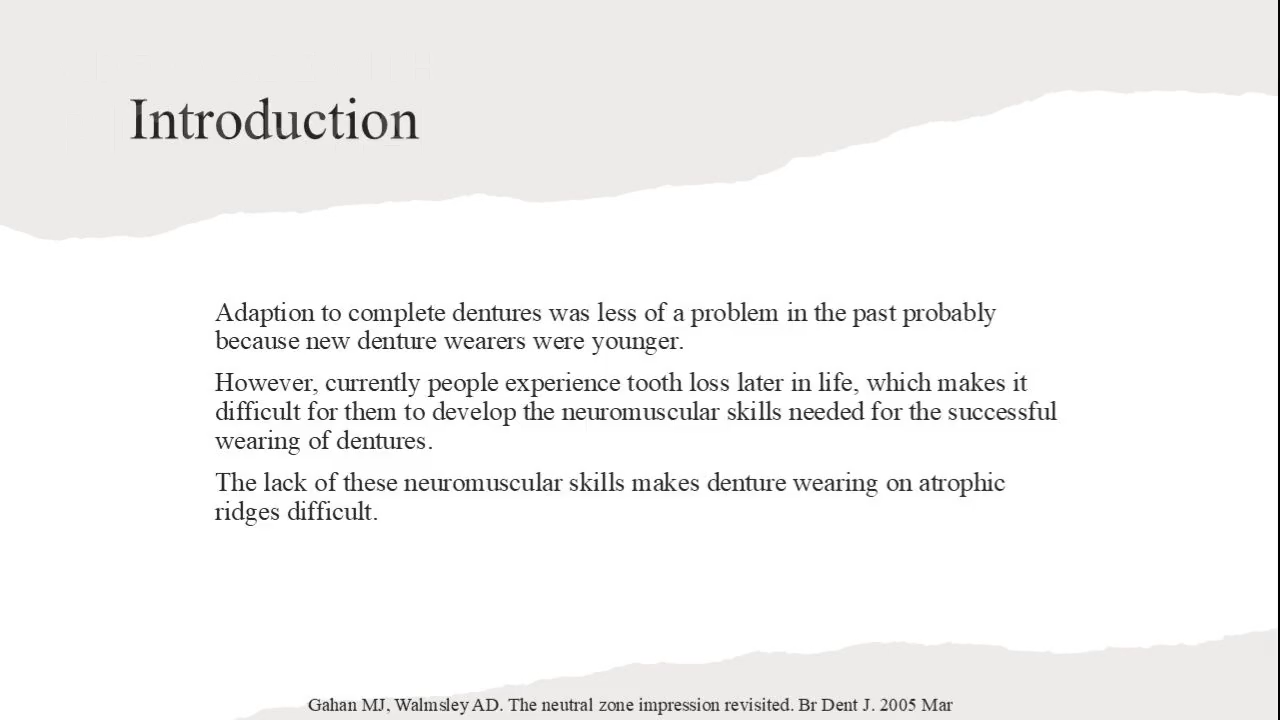 Introduction
Adaption to complete dentures was less of a problem in the past probably
because new denture wearers were younger.
However, currently people experience tooth loss later in life, which makes it
difficult for them to develop the neuromuscular skills needed for the successful
wearing of dentures.
The lack of these neuromuscular skills makes denture wearing on atrophic
ridges difficult.
Gahan MJ, Walmsley AD. The neutral zone impression revisited. Br Dent J. 2005 Mar